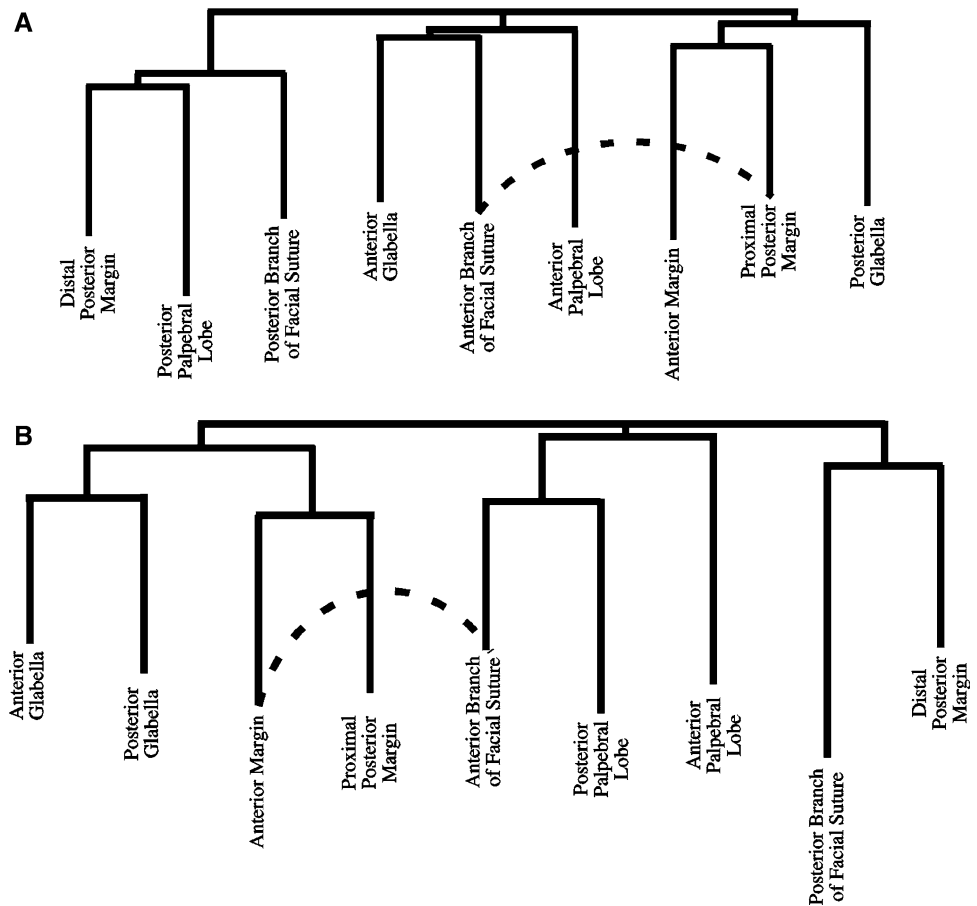 A
Distal
Posterior
Margin
Posterior
Palpebral
Lobe
Posterior Branch
of Facial Suture
Anterior
Glabella
Anterior Branch
of Facial Suture
Anterior
Palpebral
Lobe
Anterior Margin
Proximal
Posterior
Margin
Posterior
Glabella
B
Anterior
Glabella
Posterior
Glabella
Anterior Margin
Proximal
Posterior
Margin
Anterior Branch
of Facial Suture
Posterior
Palpebral
Lobe
Anterior
Palpebral
Lobe
Posterior Branch
of Facial Suture
Distal
Posterior
Margin